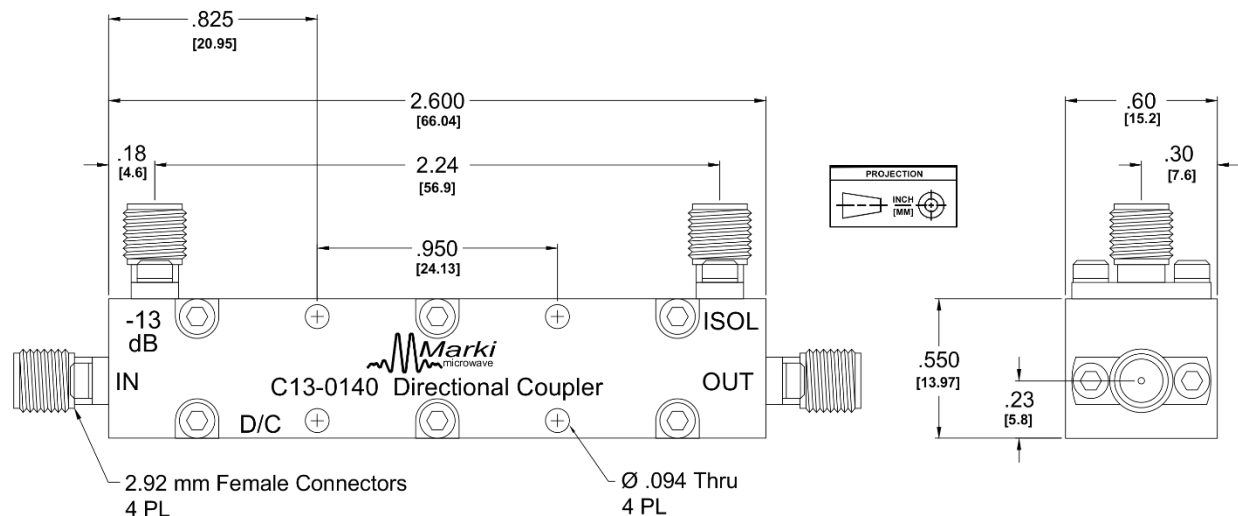 .825
[20.95]
2.600
[66.04]
.60
[15.2]
.18
[4.6]
2.24
[56.9]
.30
[7.6]
PROJECTION
INCH
[MM]
.950
[24.13]
-13
dB
ISOL
Marki
microwave
IN
C13-0140 Directional Coupler
OUT
D/C
.550
[13.97]
.23
[5.8]
2.92 mm Female Connectors
4 PL
Ø .094 Thru
4 PL